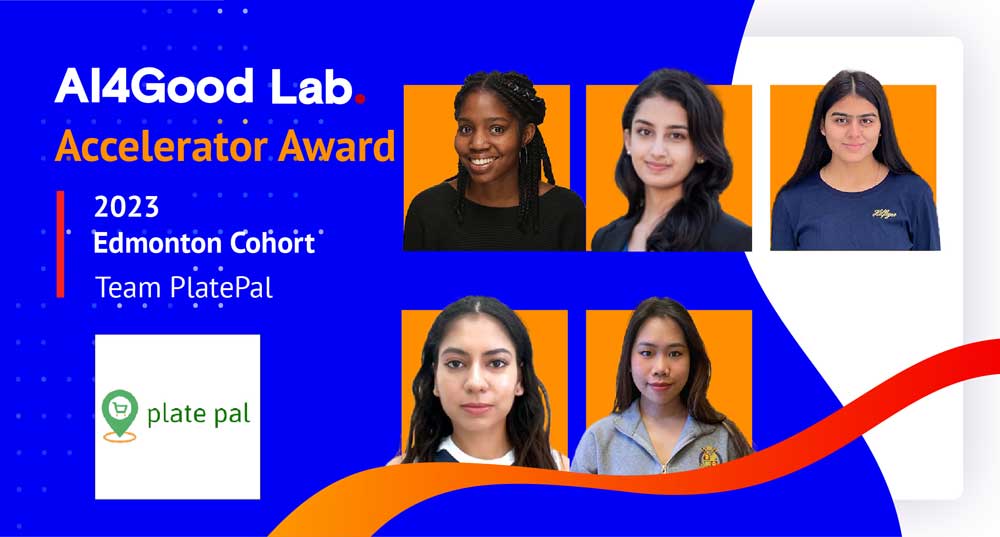 AI4Good Lab.
Accelerator Award
2023
Edmonton Cohort
Team PlatePal
plate pal